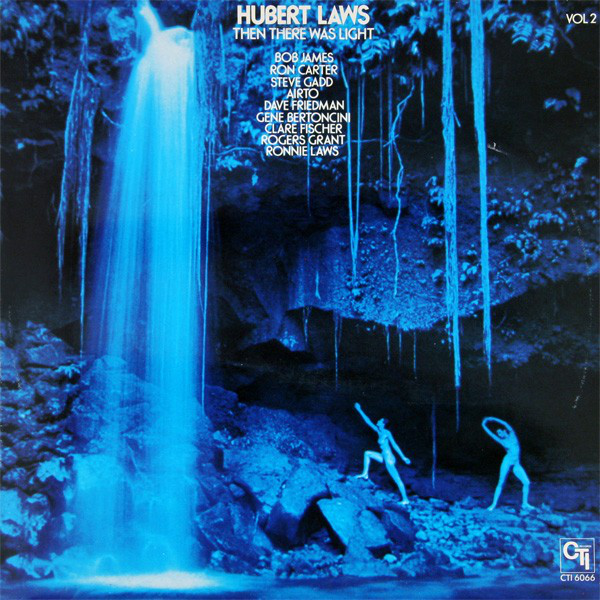 HUBERT LAWS
THEN THERE WAS LIGHT
VOL 2
BOB JAMES
RON CARTER
STEVE GADD
AIRTO
DAVE FRIEDMAN
GENE BERTONCINI
CLARE FISCHER
ROGERS GRANT
RONNIE LAWS
CTI
CTI 6066